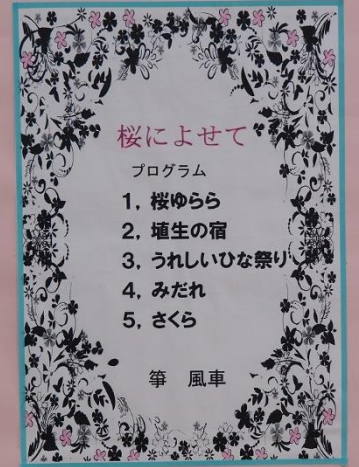 桜によせて
プログラム
1, 桜ゆらら
2, 埴生の宿
3, うれしいひな祭り
4, みだれ
5, さくら
箏　風車